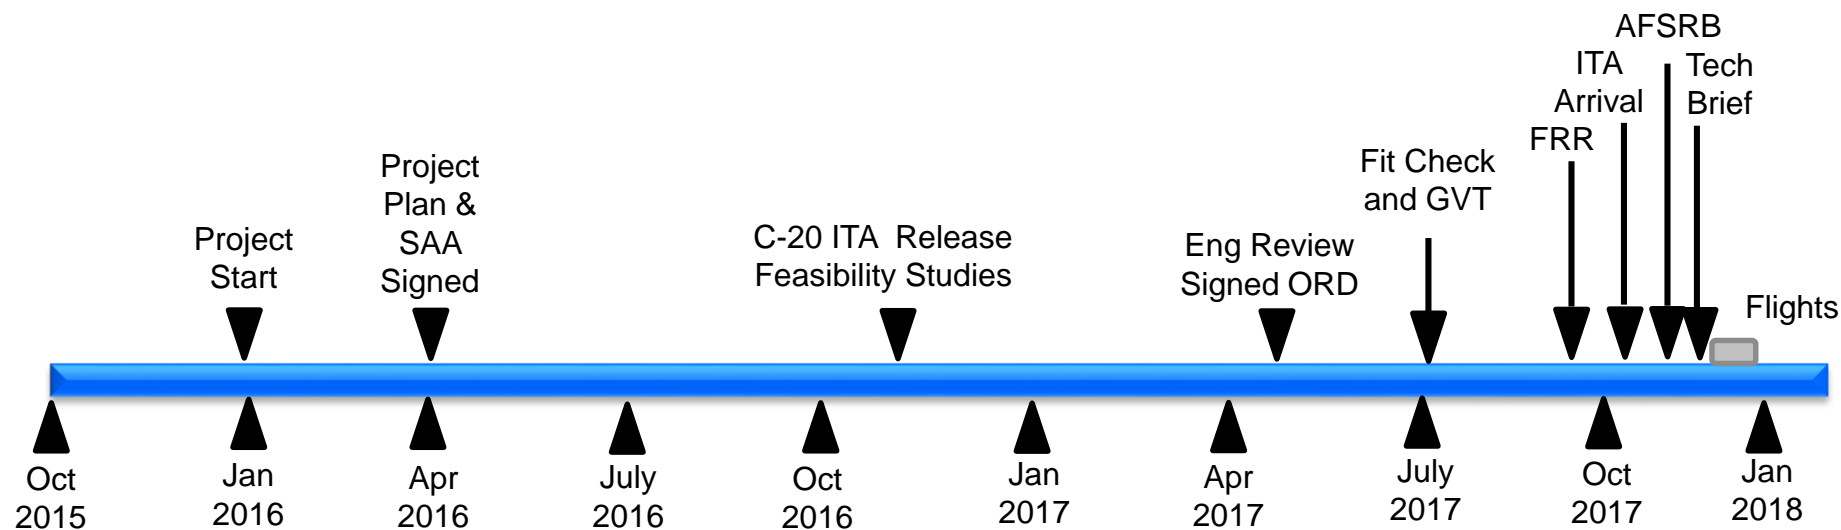 Project
Start
Project
Plan &
SAA
Signed
C-20 ITA  Release
Feasibility Studies
Eng Review
Signed ORD
Fit Check
and GVT
FRR
ITA
Arrival
AFSRB
Tech
Brief
Flights
Oct
2015
Jan
2016
Apr
2016
July
2016
Oct
2016
Jan
2017
Apr
2017
July
2017
Oct
2017
Jan
2018